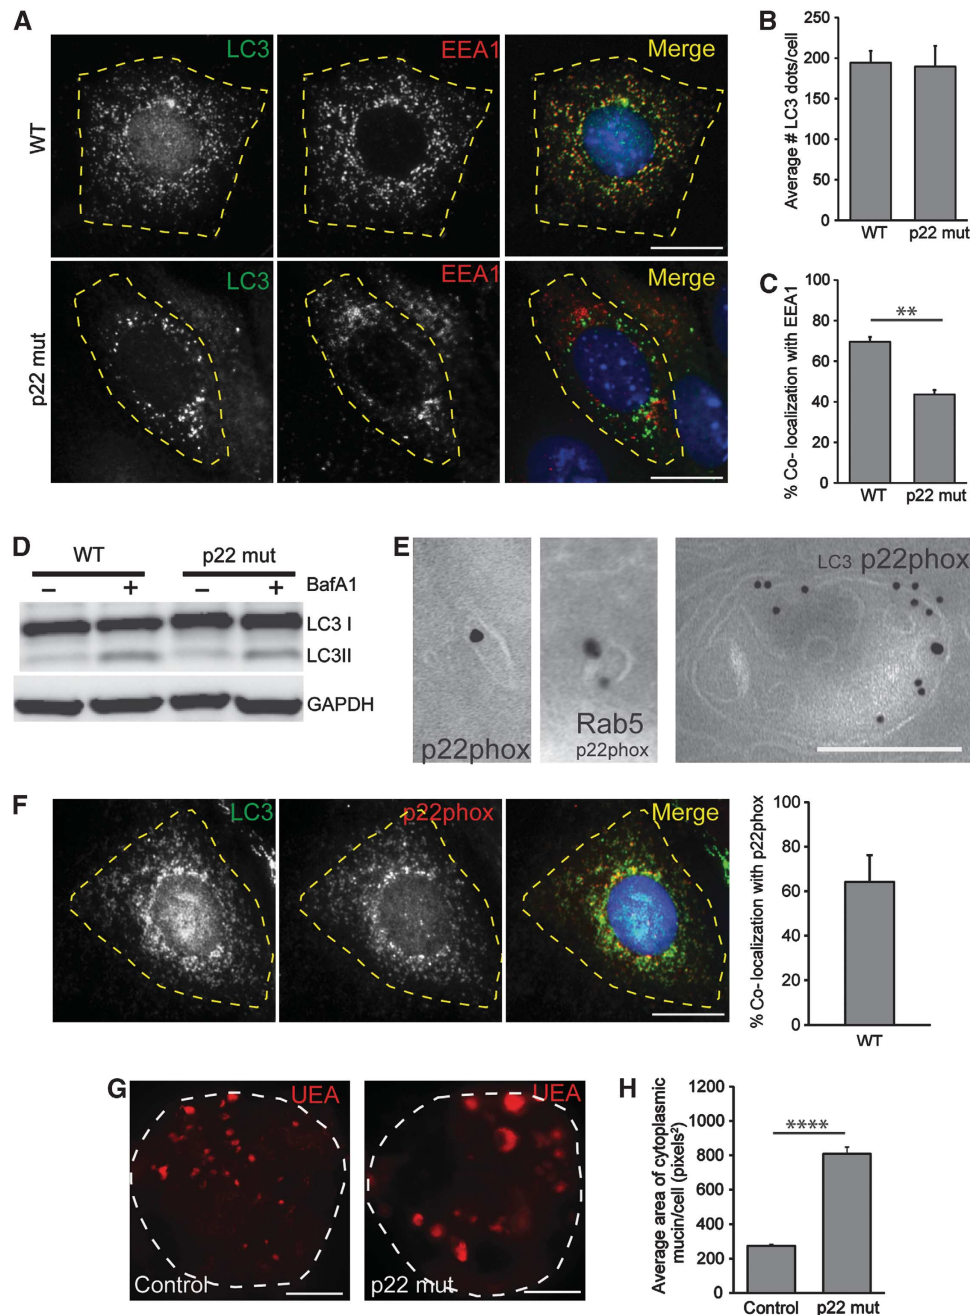 A
LC3
EEA1
Merge
WT
LC3
EEA1
Merge
p22 mut
B
Average # LC3 dots/cell
250
200
150
100
50
0
WT p22 mut
C
% Co- localization with EEA1
100
80
60
40
20
0
**
WT p22 mut
D
WT p22 mut
– + – + BafA1
LC3 I
LC3II
GAPDH
E
p22phox
Rab5
p22phox
LC3 p22phox
F
LC3
p22phox
Merge
% Co-localization with p22phox
100
80
60
40
20
0
WT
G
UEA
Control
UEA
p22 mut
H
Average area of cytoplasmic
mucin/cell (pixels²)
1200
1000
800
600
400
200
0
****
Control p22 mut